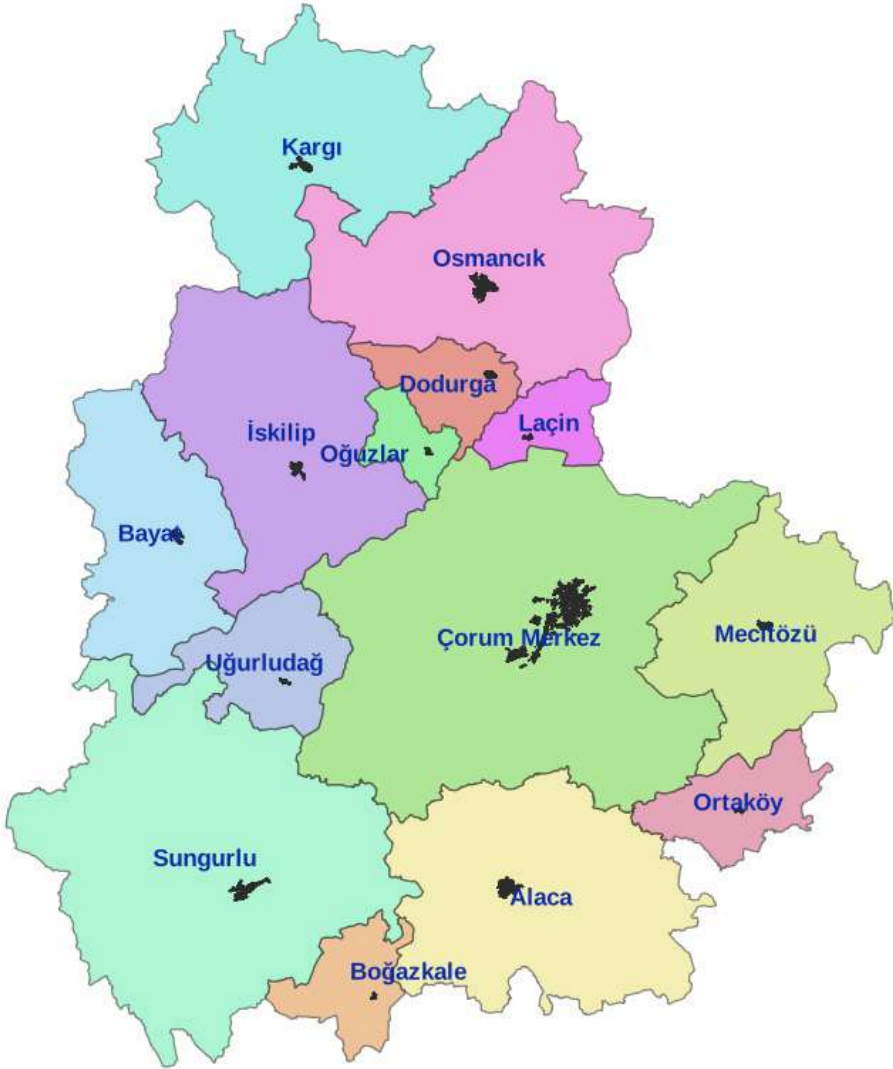 Kargı
Osmancık
Dodurga
Laçin
İskilip
Oğuzlar
Bayat
Çorum Merkez
Mecitözü
Uğurludağ
Ortaköy
Sungurlu
Alaca
Boğazkale